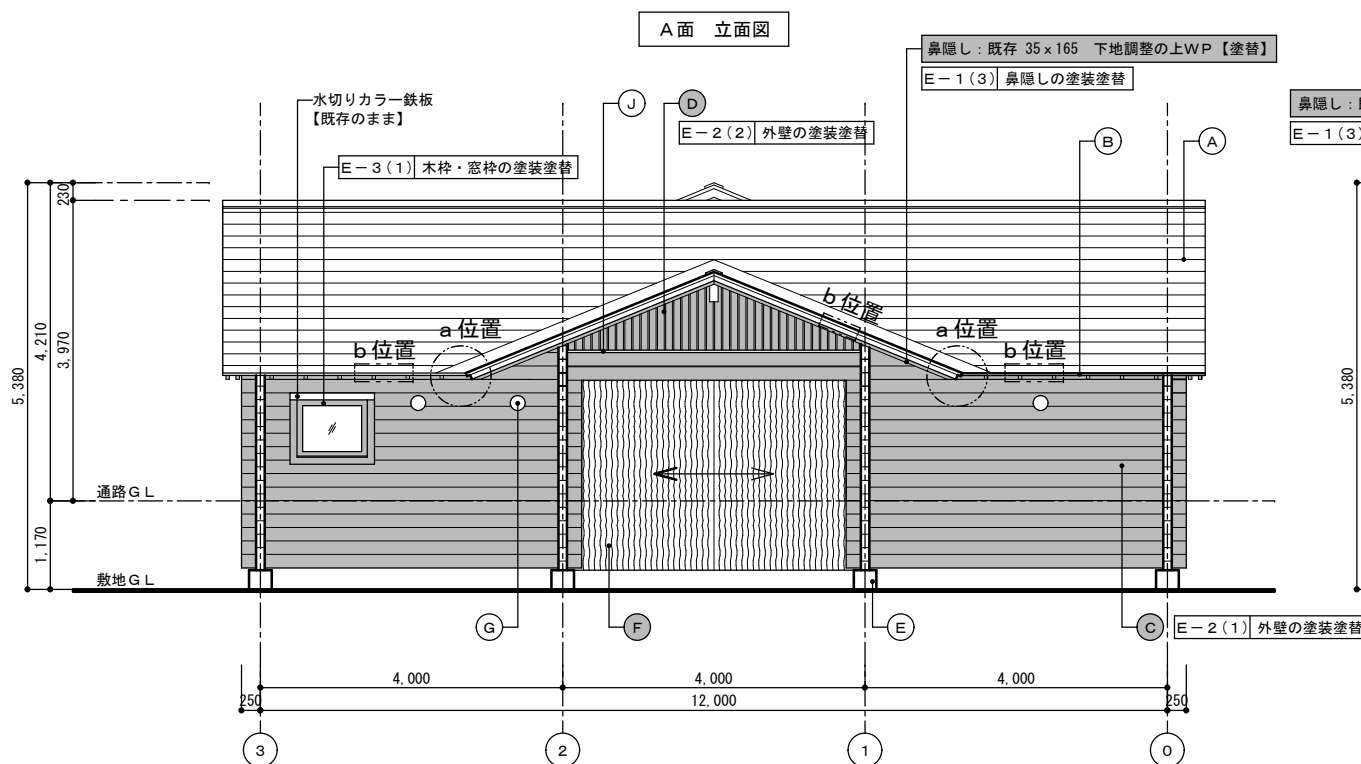 A面 立面図
鼻隠し：既存 35ｘ165 下地調整の上ＷＰ【塗替】
Ｅ－１(３) 鼻隠しの塗装塗替
水切りカラー鉄板
【既存のまま】
J
D
Ｅ－２(２) 外壁の塗装塗替
Ｅ－３(１) 木枠・窓枠の塗装塗替
B
A
鼻隠し：
Ｅ－１(３)
230
3,970
4,210
5,380
1,170
5,380
a位置
b位置
b位置
a位置
b位置
通路ＧＬ
敷地ＧＬ
G
F
E
C
Ｅ－２(１) 外壁の塗装塗替
4,000
4,000
4,000
250
12,000
250
3
2
1
0